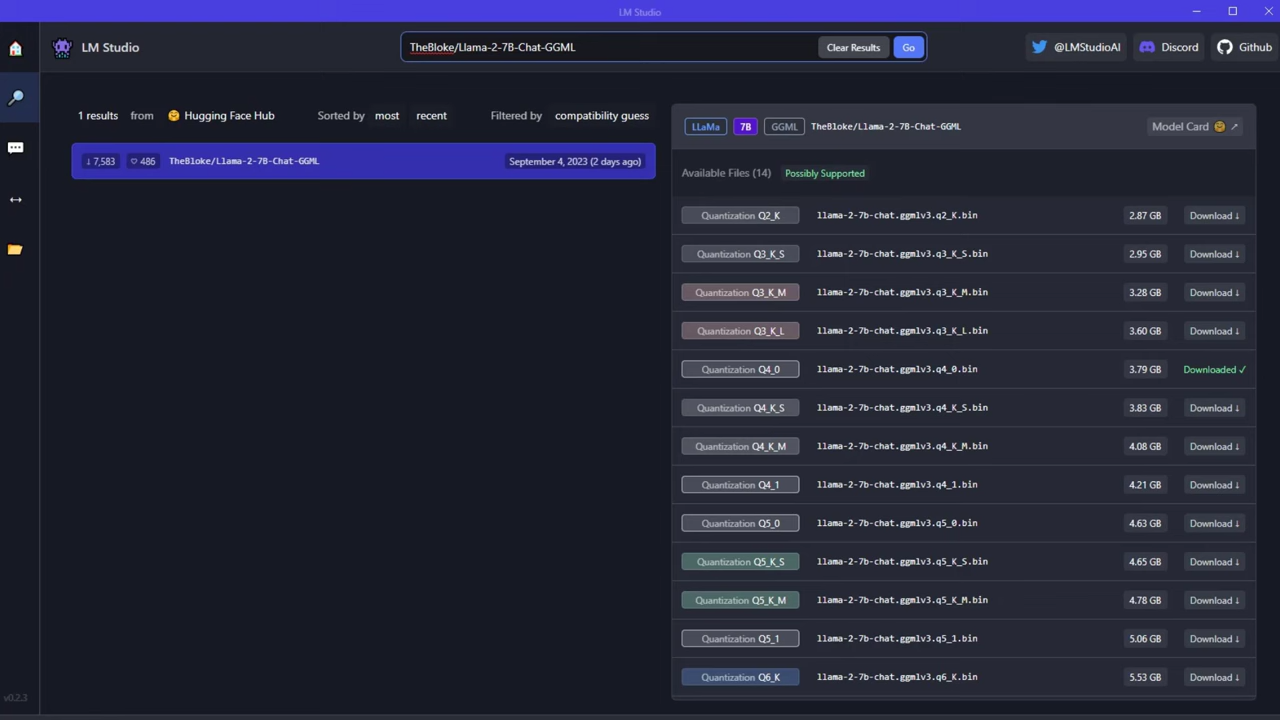 LM Studio
LM Studio
TheBloke/Llama-2-7B-Chat-GGML
Clear Results
Go
@LMStudioAI
Discord
Github
1 results from Hugging Face Hub
Sorted by most recent
Filtered by compatibility guess
↓ 7,583 ♡ 486 TheBloke/Llama-2-7B-Chat-GGML September 4, 2023 (2 days ago)
LLaMa 7B GGML TheBloke/Llama-2-7B-Chat-GGML Model Card ↗
Available Files (14) Possibly Supported
Quantization Q2_K llama-2-7b-chat.ggmlv3.q2_K.bin 2.87 GB Download ↓
Quantization Q3_K_S llama-2-7b-chat.ggmlv3.q3_K_S.bin 2.95 GB Download ↓
Quantization Q3_K_M llama-2-7b-chat.ggmlv3.q3_K_M.bin 3.28 GB Download ↓
Quantization Q3_K_L llama-2-7b-chat.ggmlv3.q3_K_L.bin 3.60 GB Download ↓
Quantization Q4_0 llama-2-7b-chat.ggmlv3.q4_0.bin 3.79 GB Downloaded ✓
Quantization Q4_K_S llama-2-7b-chat.ggmlv3.q4_K_S.bin 3.83 GB Download ↓
Quantization Q4_K_M llama-2-7b-chat.ggmlv3.q4_K_M.bin 4.08 GB Download ↓
Quantization Q4_1 llama-2-7b-chat.ggmlv3.q4_1.bin 4.21 GB Download ↓
Quantization Q5_0 llama-2-7b-chat.ggmlv3.q5_0.bin 4.63 GB Download ↓
Quantization Q5_K_S llama-2-7b-chat.ggmlv3.q5_K_S.bin 4.65 GB Download ↓
Quantization Q5_K_M llama-2-7b-chat.ggmlv3.q5_K_M.bin 4.78 GB Download ↓
Quantization Q5_1 llama-2-7b-chat.ggmlv3.q5_1.bin 5.06 GB Download ↓
Quantization Q6_K llama-2-7b-chat.ggmlv3.q6_K.bin 5.53 GB Download ↓
v0.2.3